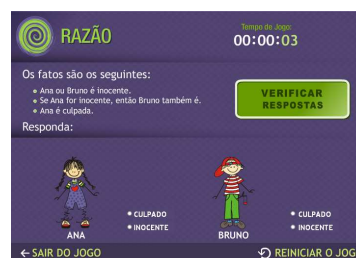 RAZÃO
Tempo de Jogo:
00:00:03
Os fatos são os seguintes:
Ana ou Bruno é inocente.
Se Ana for inocente, então Bruno também é.
Ana é culpada.
VERIFICAR
RESPOSTAS
Responda:
CULPADO
INOCENTE
ANA
CULPADO
INOCENTE
BRUNO
SAIR DO JOGO
REINICIAR O JOG